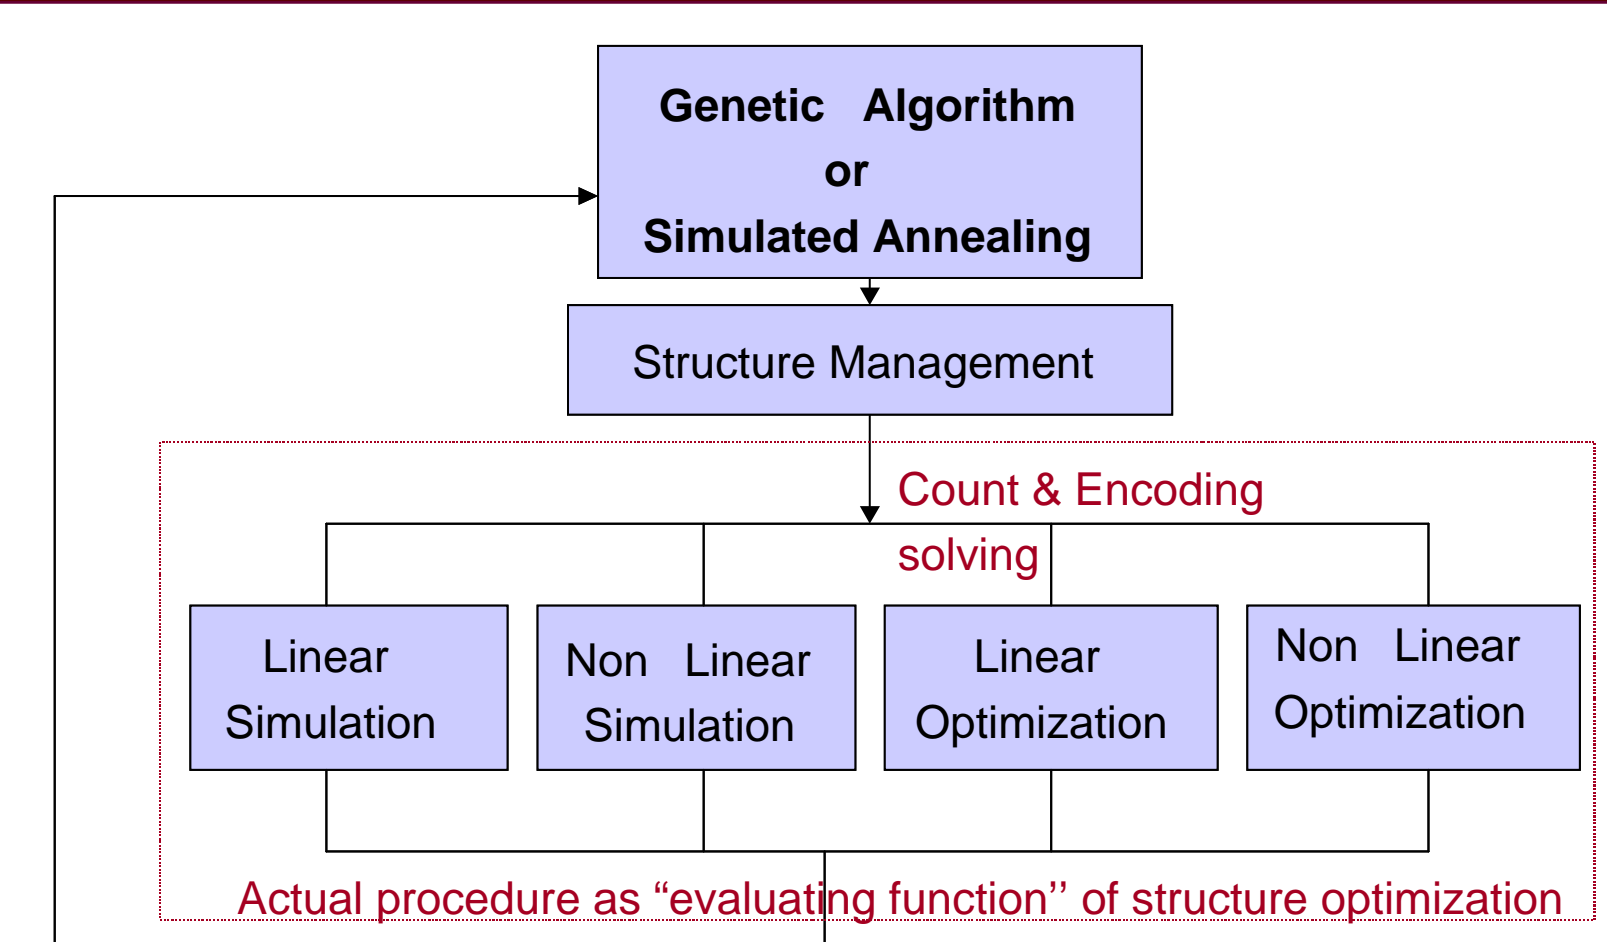 Genetic Algorithm
or
Simulated Annealing
Structure Management
Count & Encoding
solving
Linear
Simulation
Non Linear
Simulation
Linear
Optimization
Non Linear
Optimization
Actual procedure as “evaluating function’’ of structure optimization